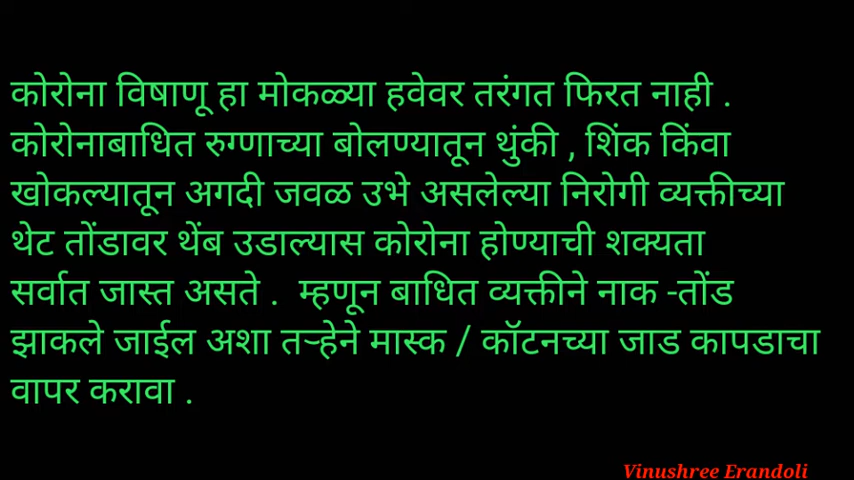 कोरोना विषाणू हा मोकळ्या हवेवर तरंगत फिरत नाही .
कोरोनाबाधित रुग्णाच्या बोलण्यातून थुंकी , शिंक किंवा
खोकल्यातून अगदी जवळ उभे असलेल्या निरोगी व्यक्तीच्या
थेट तोंडावर थेंब उडाल्यास कोरोना होण्याची शक्यता
सर्वात जास्त असते .  म्हणून बाधित व्यक्तीने नाक -तोंड
झाकले जाईल अशा तऱ्हेने मास्क / कॉटनच्या जाड कापडाचा
वापर करावा .
Vinushree Erandoli